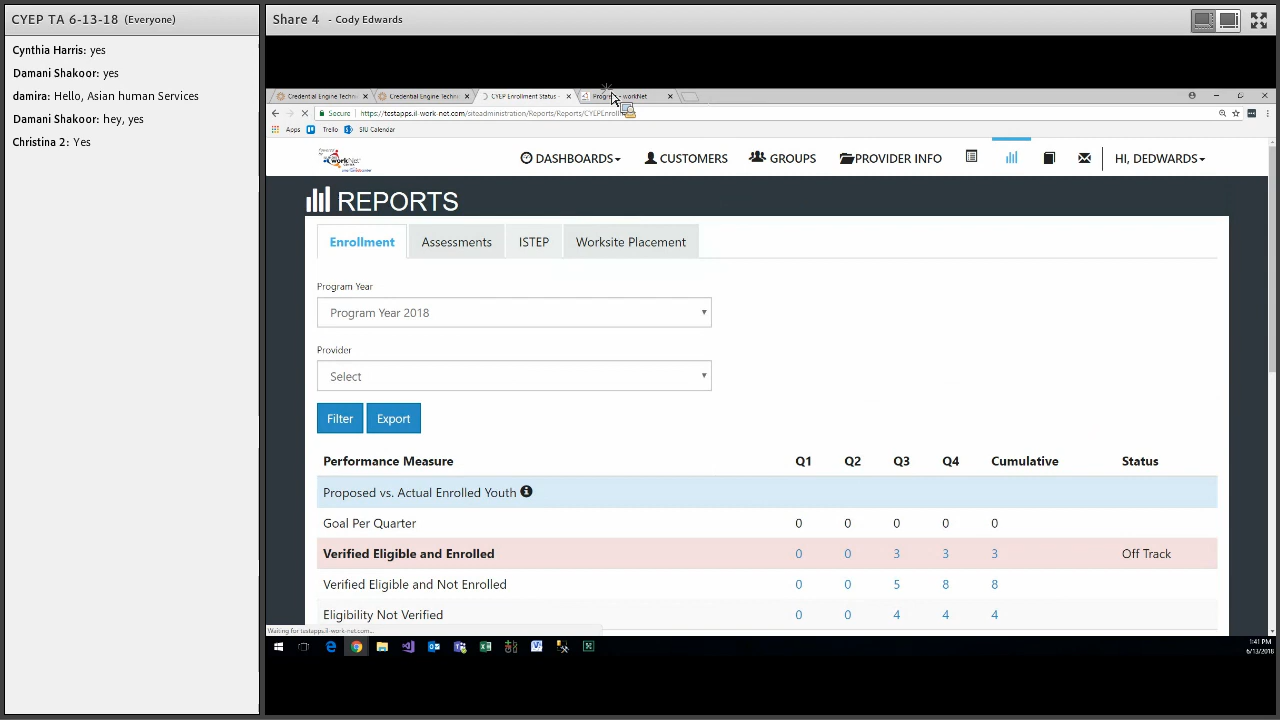 CYEP TA 6-13-18 (Everyone)
Cynthia Harris: yes
Damani Shakoor: yes
damira: Hello, Asian human Services
Damani Shakoor: hey, yes
Christina 2: Yes
Share 4 - Cody Edwards
Credential Engine Techni
Credential Engine Techni
CYEP Enrollment Status -
workNet
Secure
https://testapps.il-work-net.com/siteadministration/Reports/Reports/CYEPEnroll
Apps
Trello
SIU Calendar
workNet
DASHBOARDS
CUSTOMERS
GROUPS
PROVIDER INFO
HI, DEDWARDS
REPORTS
Enrollment
Assessments
ISTEP
Worksite Placement
Program Year
Program Year 2018
Provider
Select
Filter
Export
Performance Measure Q1 Q2 Q3 Q4 Cumulative Status
Proposed vs. Actual Enrolled Youth
Goal Per Quarter 0 0 0 0 0
Verified Eligible and Enrolled 0 0 3 3 3 Off Track
Verified Eligible and Not Enrolled 0 0 5 8 8
Eligibility Not Verified 0 0 4 4 4
Waiting for testapps.il-work-net.com...
1:41 PM
6/13/2018